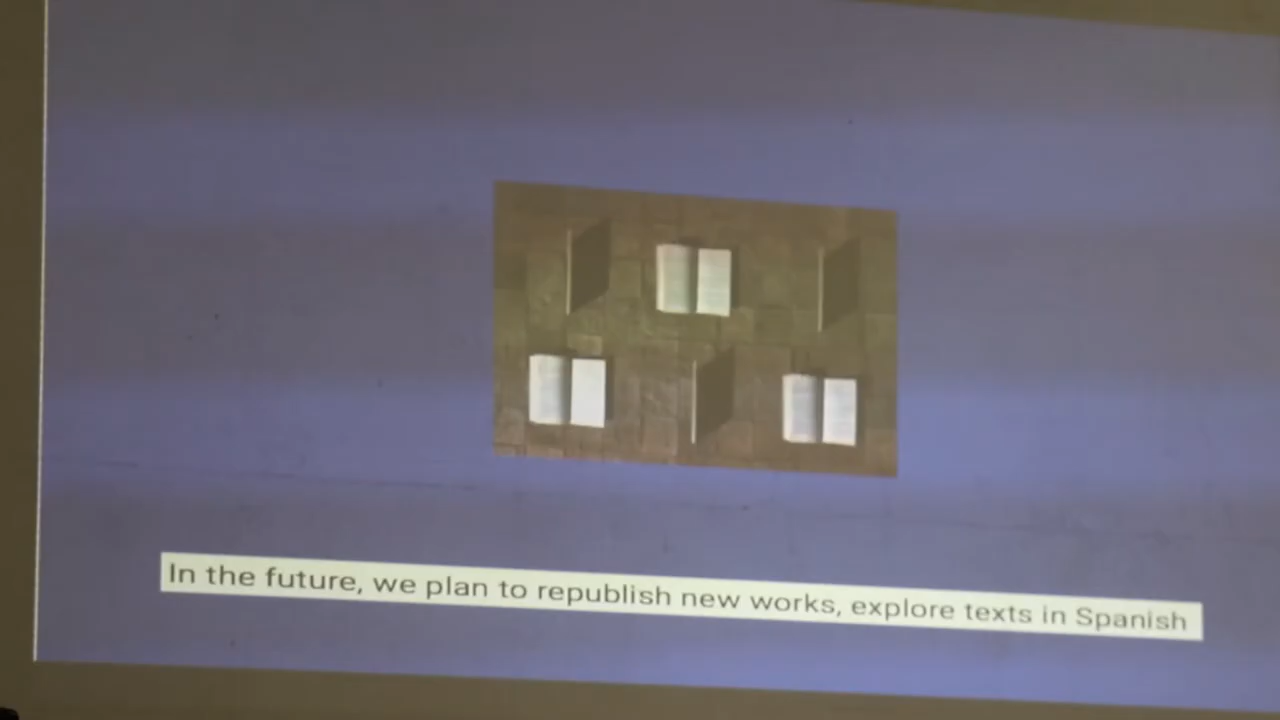 In the future, we plan to republish new works, explore texts in Spanish